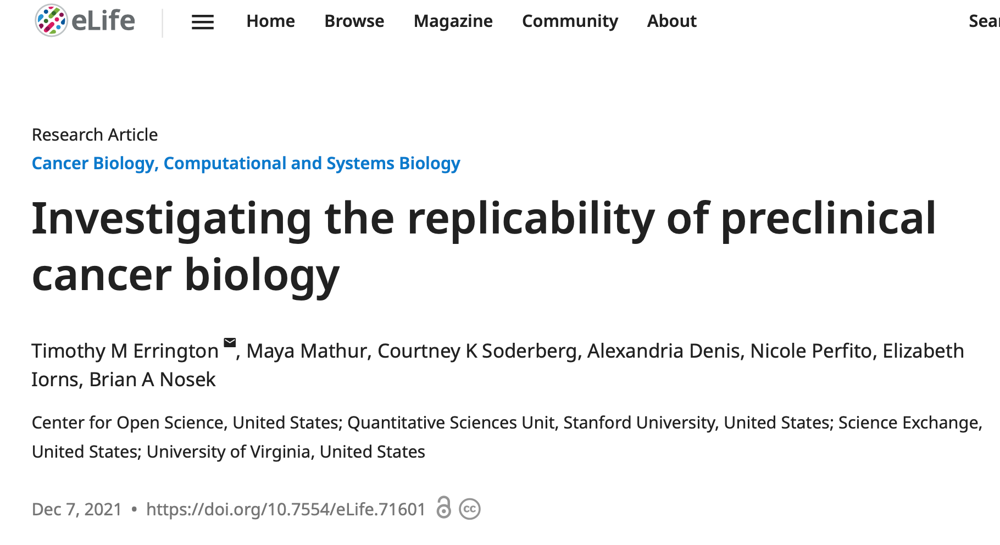 eLife
Home Browse Magazine Community About
Research Article
Cancer Biology, Computational and Systems Biology
Investigating the replicability of preclinical
cancer biology
Timothy M Errington, Maya Mathur, Courtney K Soderberg, Alexandria Denis, Nicole Perfito, Elizabeth
Iorns, Brian A Nosek
Center for Open Science, United States; Quantitative Sciences Unit, Stanford University, United States; Science Exchange,
United States; University of Virginia, United States
Dec 7, 2021 • https://doi.org/10.7554/eLife.71601 cc